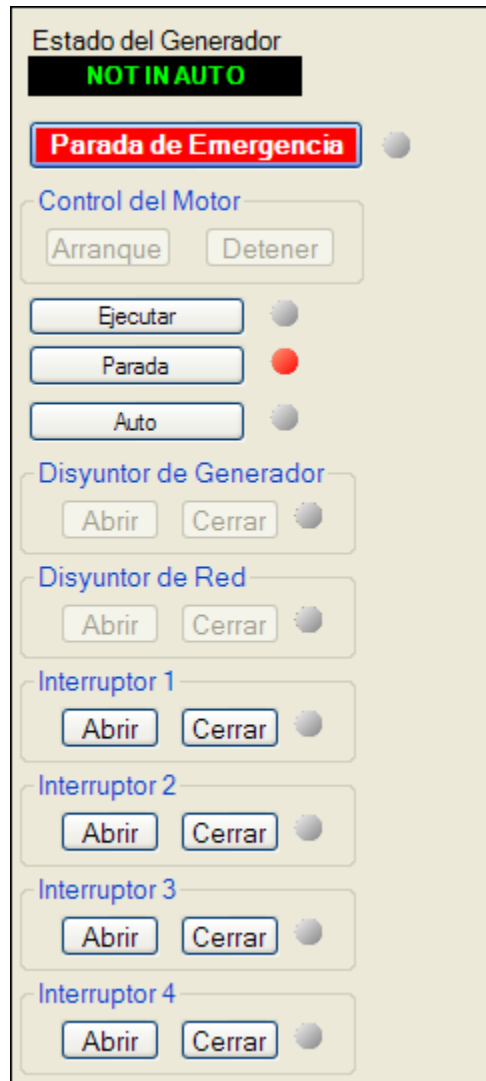 Estado del Generador
NOT IN AUTO
Parada de Emergencia
Control del Motor
Arranque Detener
Ejecutar
Parada
Auto
Disyuntor de Generador
Abrir Cerrar
Disyuntor de Red
Abrir Cerrar
Interruptor 1
Abrir Cerrar
Interruptor 2
Abrir Cerrar
Interruptor 3
Abrir Cerrar
Interruptor 4
Abrir Cerrar